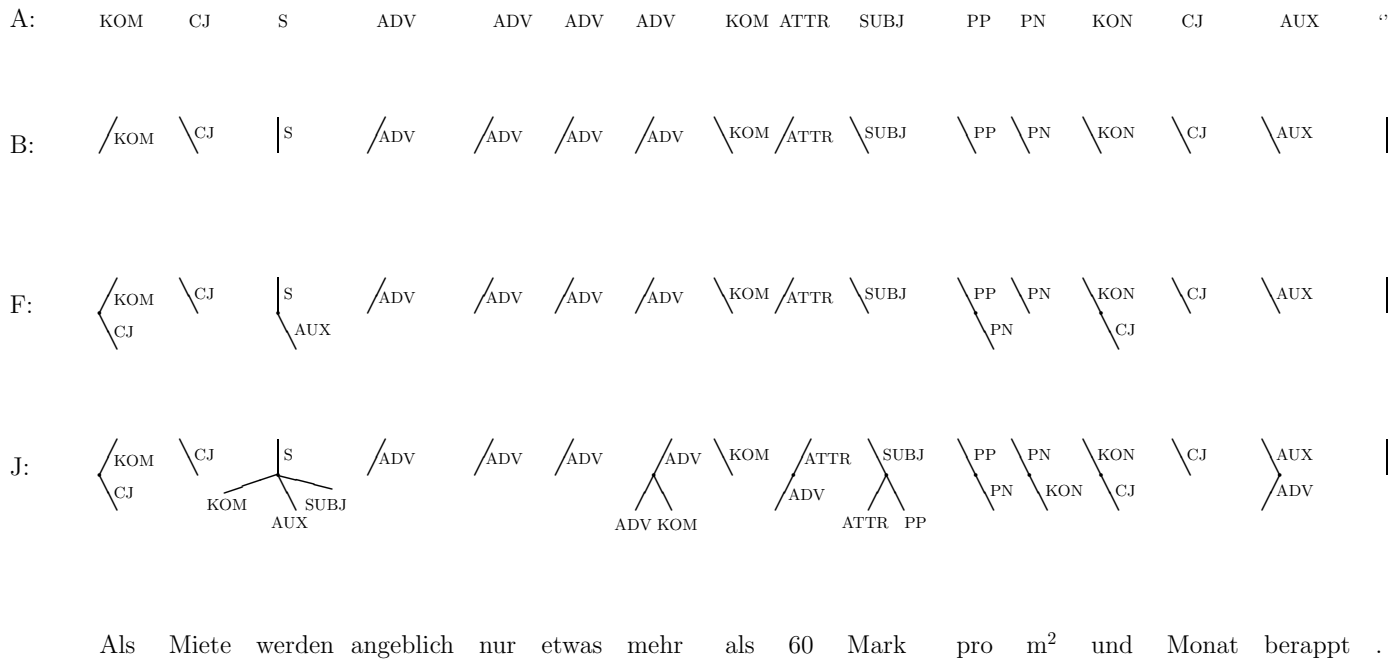 A: KOM CJ S ADV ADV ADV ADV KOM ATTR SUBJ PP PN KON CJ AUX ‘’
B: KOM CJ S ADV ADV ADV ADV KOM ATTR SUBJ PP PN KON CJ AUX
F: KOM CJ S ADV ADV ADV ADV KOM ATTR SUBJ PP PN KON CJ AUX
CJ AUX PN CJ
J: KOM CJ S ADV ADV ADV ADV KOM ATTR SUBJ PP PN KON CJ AUX
CJ KOM SUBJ ADV PN KON CJ ADV
AUX ADV KOM ATTR PP
Als Miete werden angeblich nur etwas mehr als 60 Mark pro m² und Monat berappt .